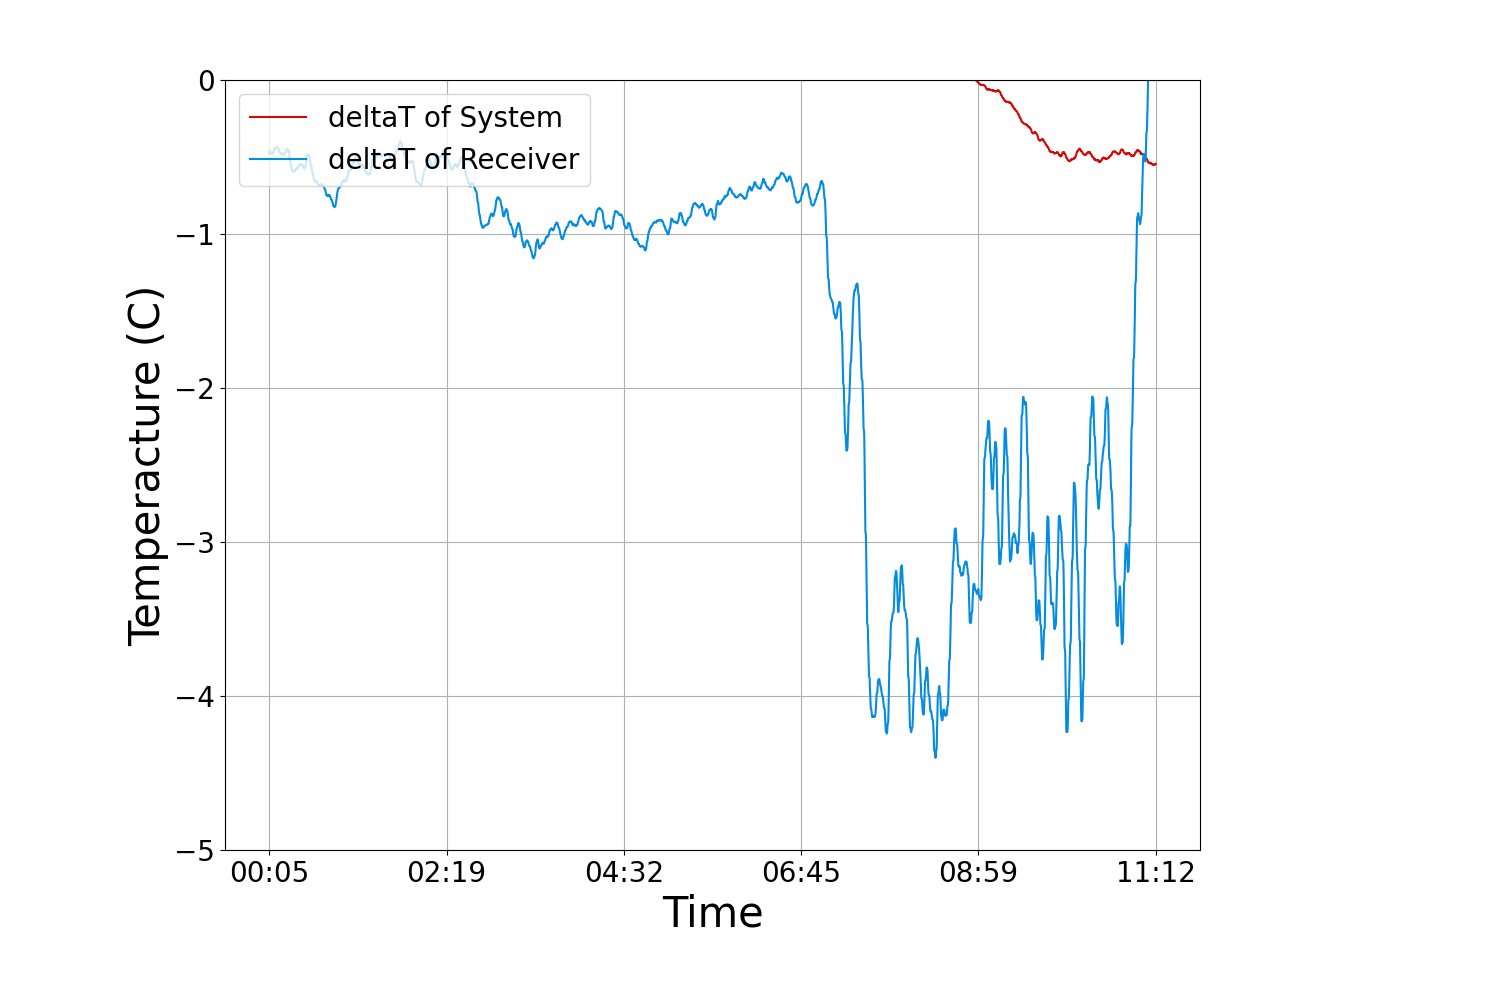 0
−1
−2
−3
−4
−5
Temperacture (C)
deltaT of System
deltaT of Receiver
00:05 02:19 04:32 06:45 08:59 11:12
Time